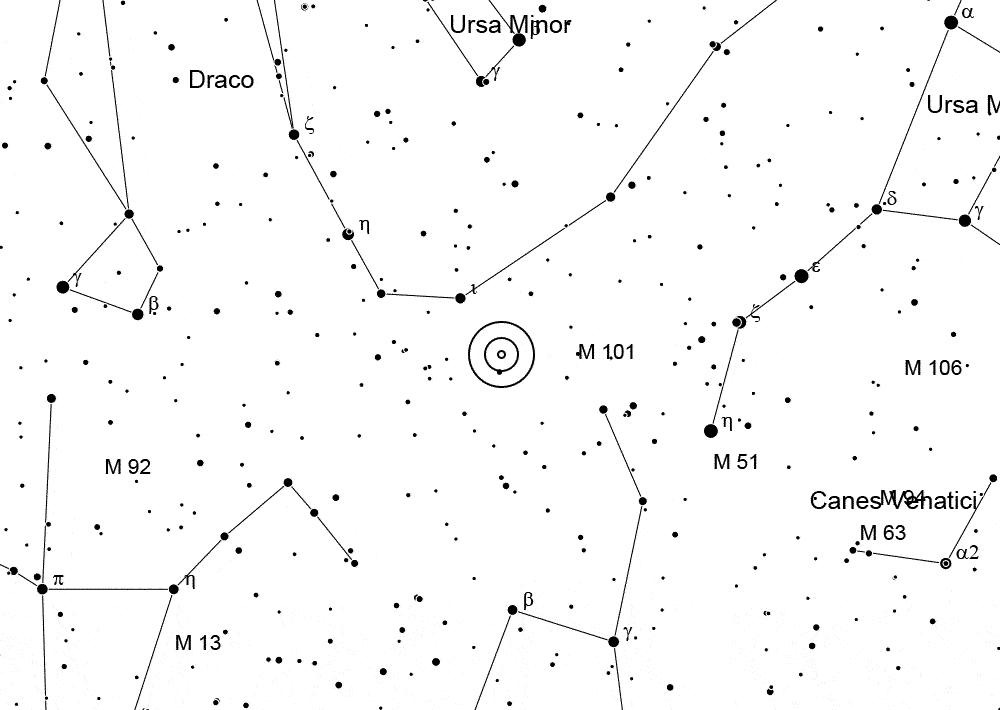 α
Ursa Minor
β
γ
Draco
Ursa M
ζ
δ
γ
η
ε
γ
β
ι
ζ
M 101
M 106
η
M 51
M 92
M 94
Canes Venatici
M 63
α2
π
η
β
γ
M 13